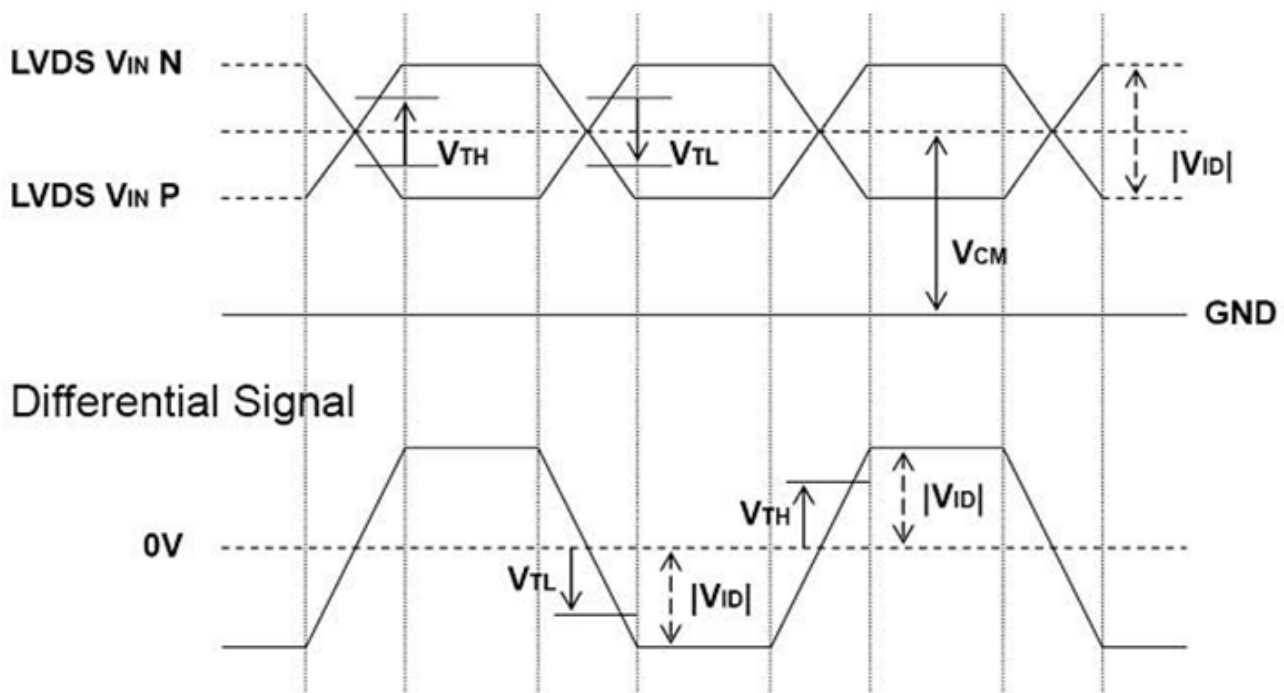 LVDS VIN N
VTH
VTL
|VID|
LVDS VIN P
VCM
GND
Differential Signal
VTH
|VID|
0V
VTL
|VID|